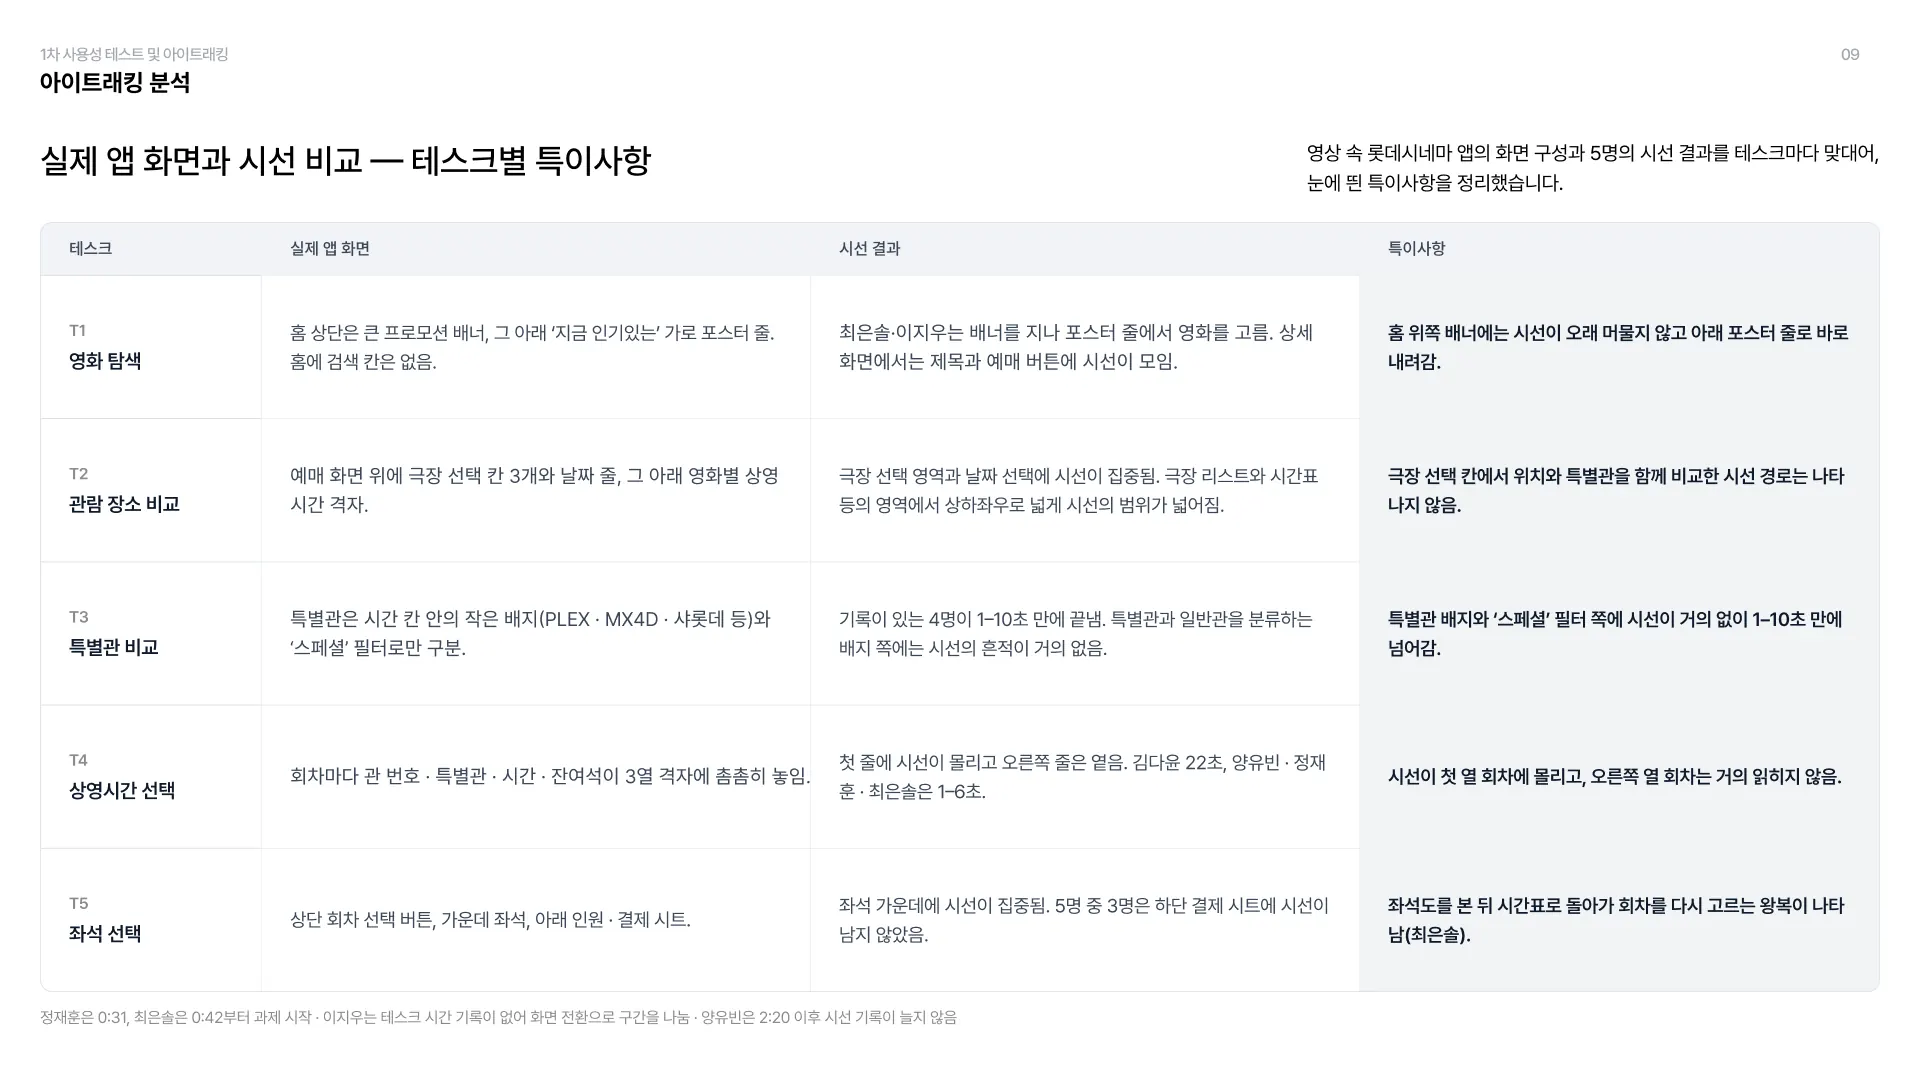 1차 사용성 테스트 및 아이트래킹
09
아이트래킹 분석
실제 앱 화면과 시선 비교 — 테스크별 특이사항
영상 속 롯데시네마 앱의 화면 구성과 5명의 시선 결과를 테스크마다 맞대어,
눈에 띈 특이사항을 정리했습니다.
테스크
실제 앱 화면
시선 결과
특이사항
T1
영화 탐색
홈 상단은 큰 프로모션 배너, 그 아래 ‘지금 인기있는’ 가로 포스터 줄.
홈에 검색 칸은 없음.
최은솔·이지우는 배너를 지나 포스터 줄에서 영화를 고름. 상세
화면에서는 제목과 예매 버튼에 시선이 모임.
홈 위쪽 배너에는 시선이 오래 머물지 않고 아래 포스터 줄로 바로
내려감.
T2
관람 장소 비교
예매 화면 위에 극장 선택 칸 3개와 날짜 줄, 그 아래 영화별 상영
시간 격자.
극장 선택 영역과 날짜 선택에 시선이 집중됨. 극장 리스트와 시간표
등의 영역에서 상하좌우로 넓게 시선의 범위가 넓어짐.
극장 선택 칸에서 위치와 특별관을 함께 비교한 시선 경로는 나타
나지 않음.
T3
특별관 비교
특별관은 시간 칸 안의 작은 배지(PLEX · MX4D · 샤롯데 등)와
‘스페셜’ 필터로만 구분.
기록이 있는 4명이 1–10초 만에 끝냄. 특별관과 일반관을 분류하는
배지 쪽에는 시선의 흔적이 거의 없음.
특별관 배지와 ‘스페셜’ 필터 쪽에 시선이 거의 없이 1–10초 만에
넘어감.
T4
상영시간 선택
회차마다 관 번호 · 특별관 · 시간 · 잔여석이 3열 격자에 촘촘히 놓임.
첫 줄에 시선이 몰리고 오른쪽 줄은 옅음. 김다윤 22초, 양유빈 · 정재
훈 · 최은솔은 1–6초.
시선이 첫 열 회차에 몰리고, 오른쪽 열 회차는 거의 읽히지 않음.
T5
좌석 선택
상단 회차 선택 버튼, 가운데 좌석, 아래 인원 · 결제 시트.
좌석 가운데에 시선이 집중됨. 5명 중 3명은 하단 결제 시트에 시선이
남지 않았음.
좌석도를 본 뒤 시간표로 돌아가 회차를 다시 고르는 왕복이 나타
남(최은솔).
정재훈은 0:31, 최은솔은 0:42부터 과제 시작 · 이지우는 테스크 시간 기록이 없어 화면 전환으로 구간을 나눔 · 양유빈은 2:20 이후 시선 기록이 늘지 않음